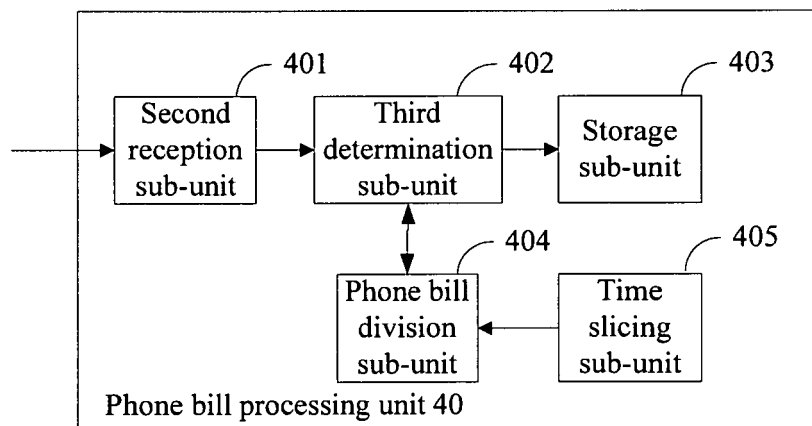 401
402
403
Second
reception
sub-unit
Third
determination
sub-unit
Storage
sub-unit
404
405
Phone bill
division
sub-unit
Time
slicing
sub-unit
Phone bill processing unit 40